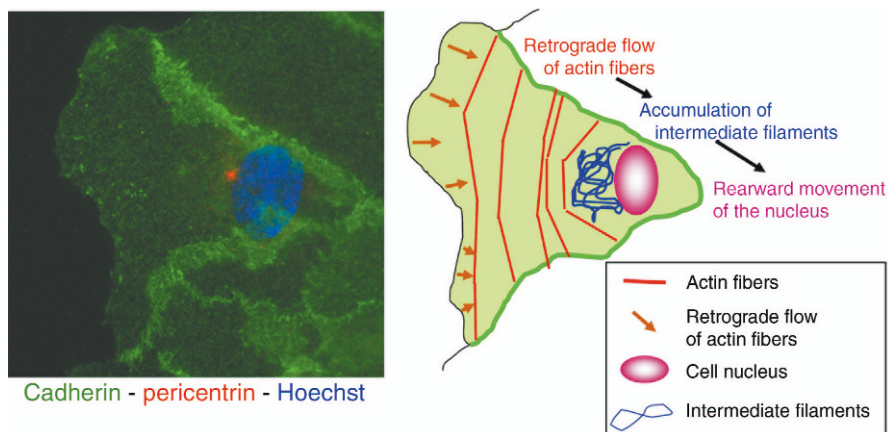 Cadherin - pericentrin - Hoechst
Retrograde flow
of actin fibers
Accumulation of
intermediate filaments
Rearward movement
of the nucleus
Actin fibers
Retrograde flow
of actin fibers
Cell nucleus
Intermediate filaments